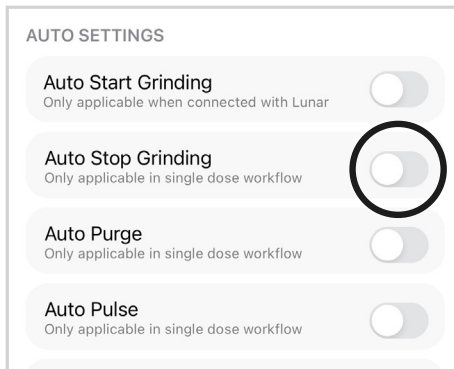 AUTO SETTINGS
Auto Start Grinding
Only applicable when connected with Lunar
Auto Stop Grinding
Only applicable in single dose workflow
Auto Purge
Only applicable in single dose workflow
Auto Pulse
Only applicable in single dose workflow